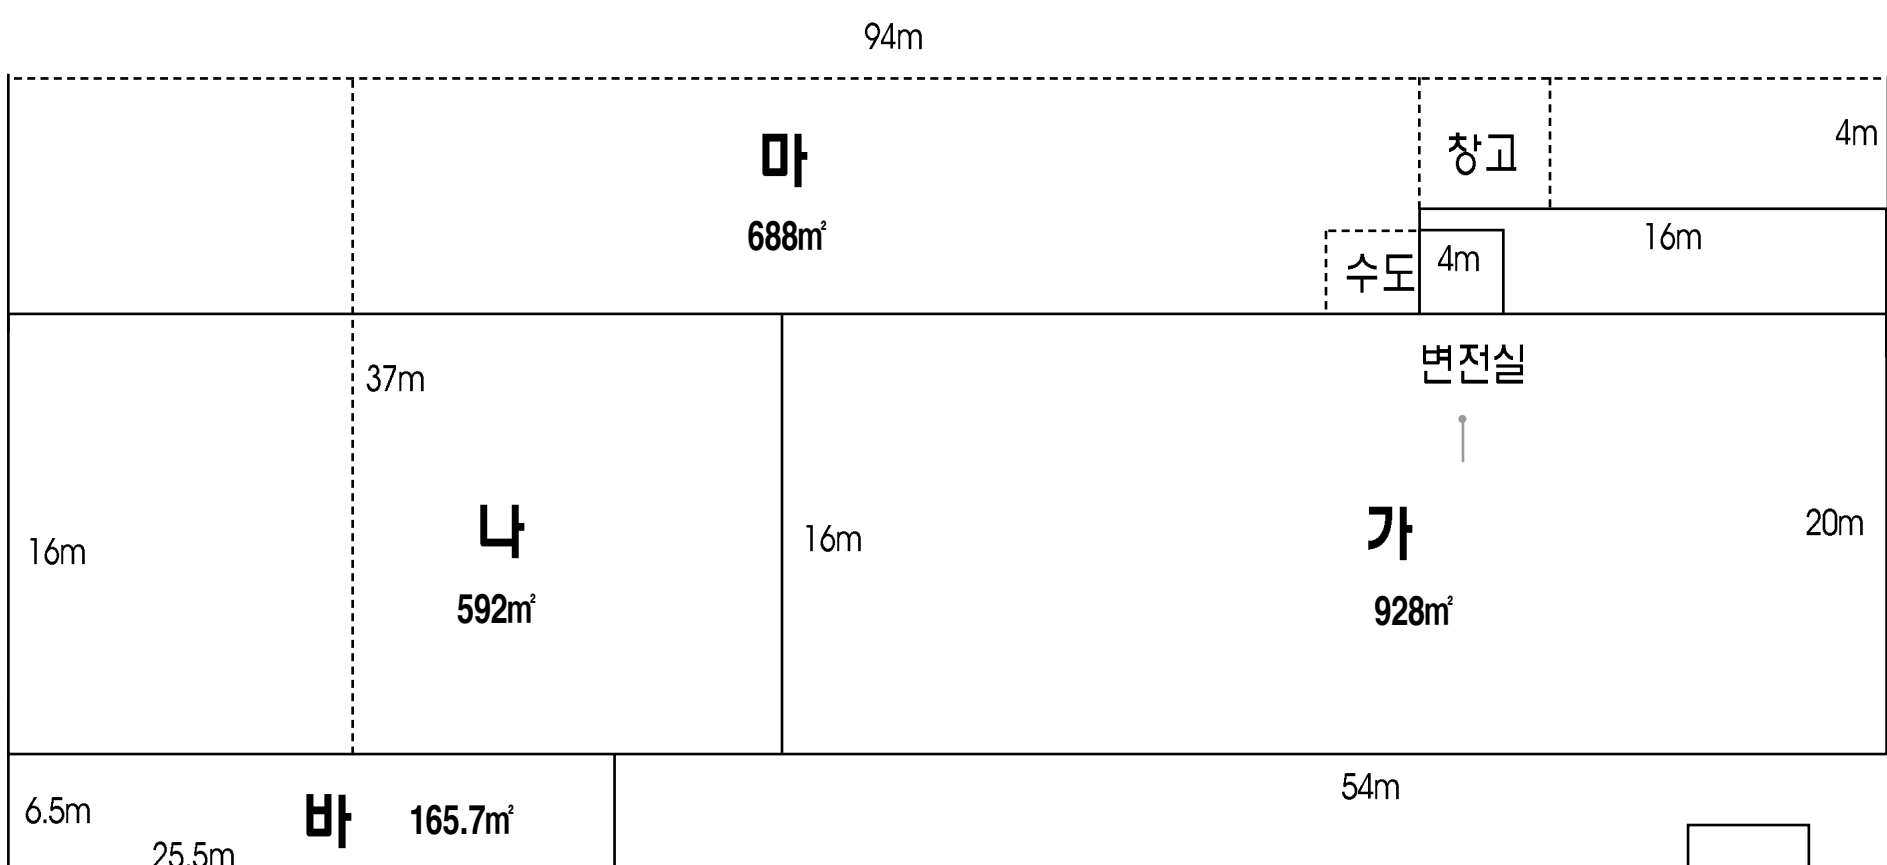 94m
마
창고
4m
688㎡
16m
수도
4m
변전실
37m
나
가
16m
16m
20m
592㎡
928㎡
54m
6.5m
바
165.7㎡
25.5m